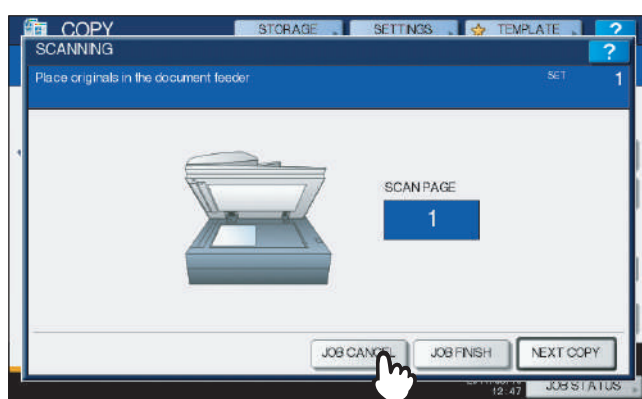 COPY STORAGE SETTINGS TEMPLATE ?
SCANNING ?
Place originals in the document feeder SET 1
SCAN PAGE
1
JOB CANCEL JOB FINISH NEXT COPY
12:47 JOB STATUS